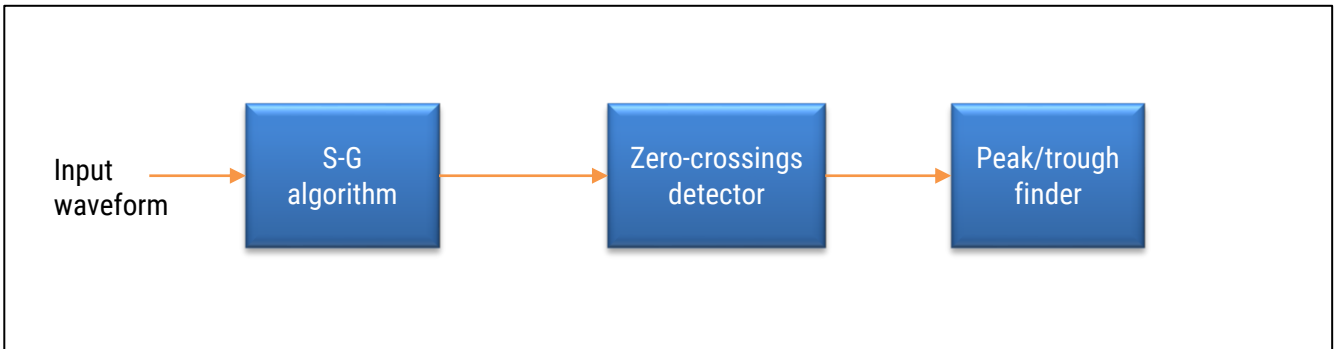 Input
waveform
S-G
algorithm
Zero-crossings
detector
Peak/trough
finder